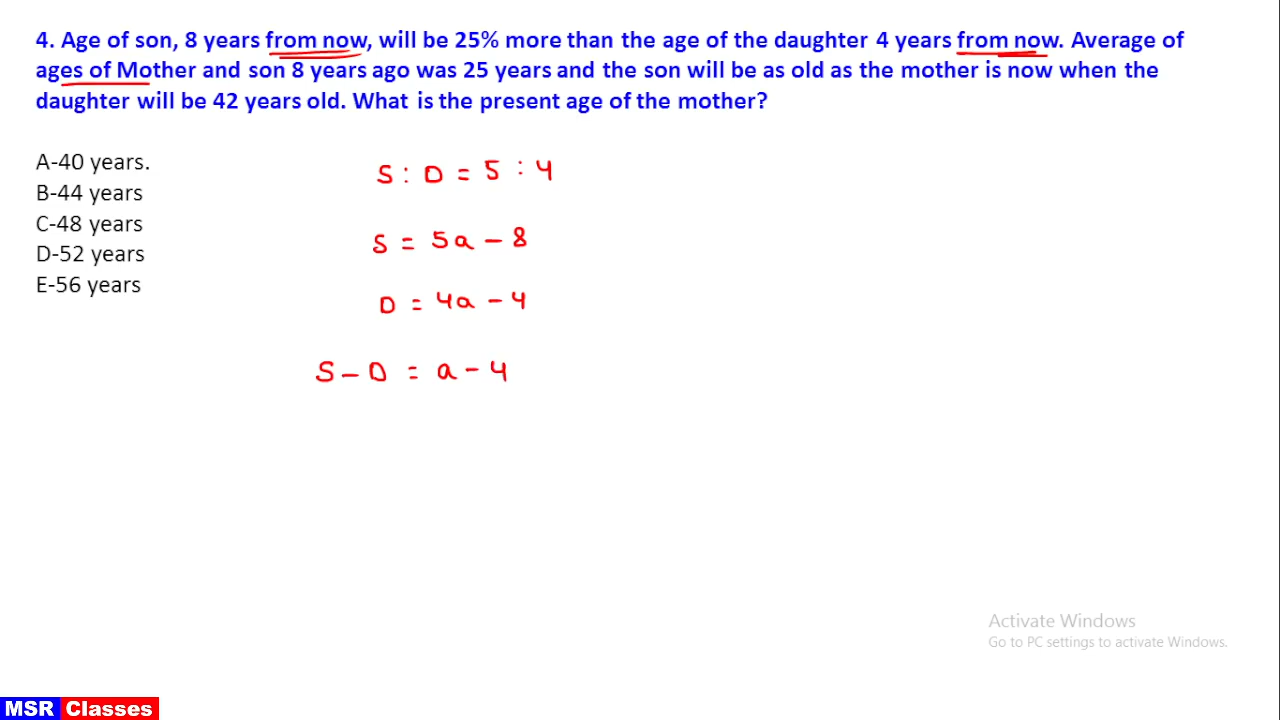 4. Age of son, 8 years from now, will be 25% more than the age of the daughter 4 years from now. Average of
ages of Mother and son 8 years ago was 25 years and the son will be as old as the mother is now when the
daughter will be 42 years old. What is the present age of the mother?
A-40 years.
B-44 years
C-48 years
D-52 years
E-56 years
S : D = 5 : 4
S = 5a - 8
D = 4a - 4
S - D = a - 4
Activate Windows
Go to PC settings to activate Windows.
MSR Classes